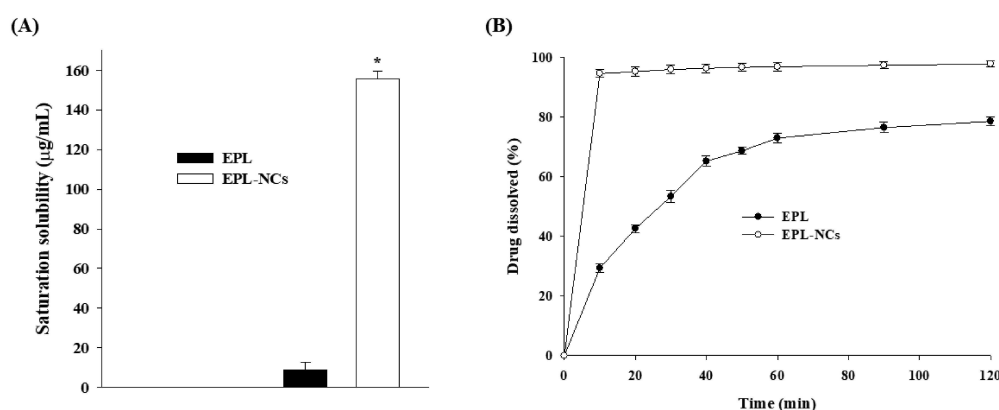 (A)
Saturation solubility (µg/mL)
160
140
120
100
80
60
40
20
0
*
EPL
EPL-NCs
(B)
Drug dissolved (%)
100
80
60
40
20
0
EPL
EPL-NCs
0 20 40 60 80 100 120
Time (min)